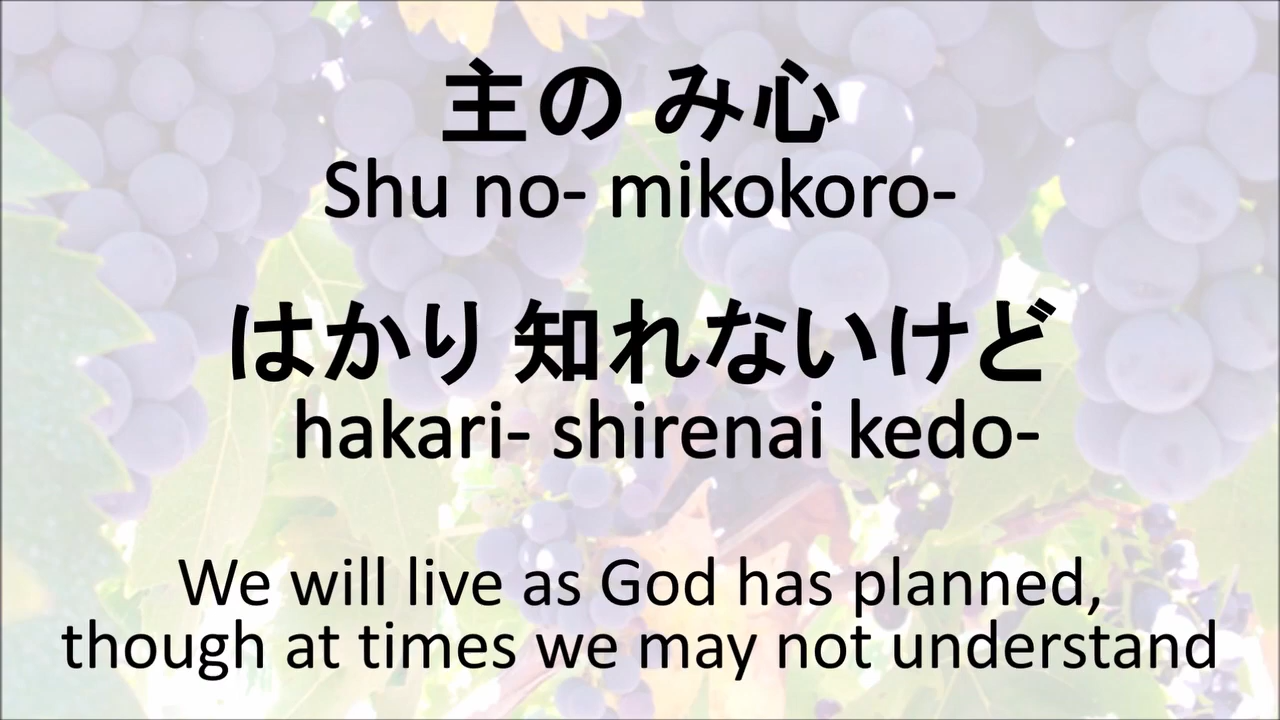 主の み心
Shu no- mikokoro-
はかり 知れないけど
hakari- shirenai kedo-
We will live as God has planned,
though at times we may not understand